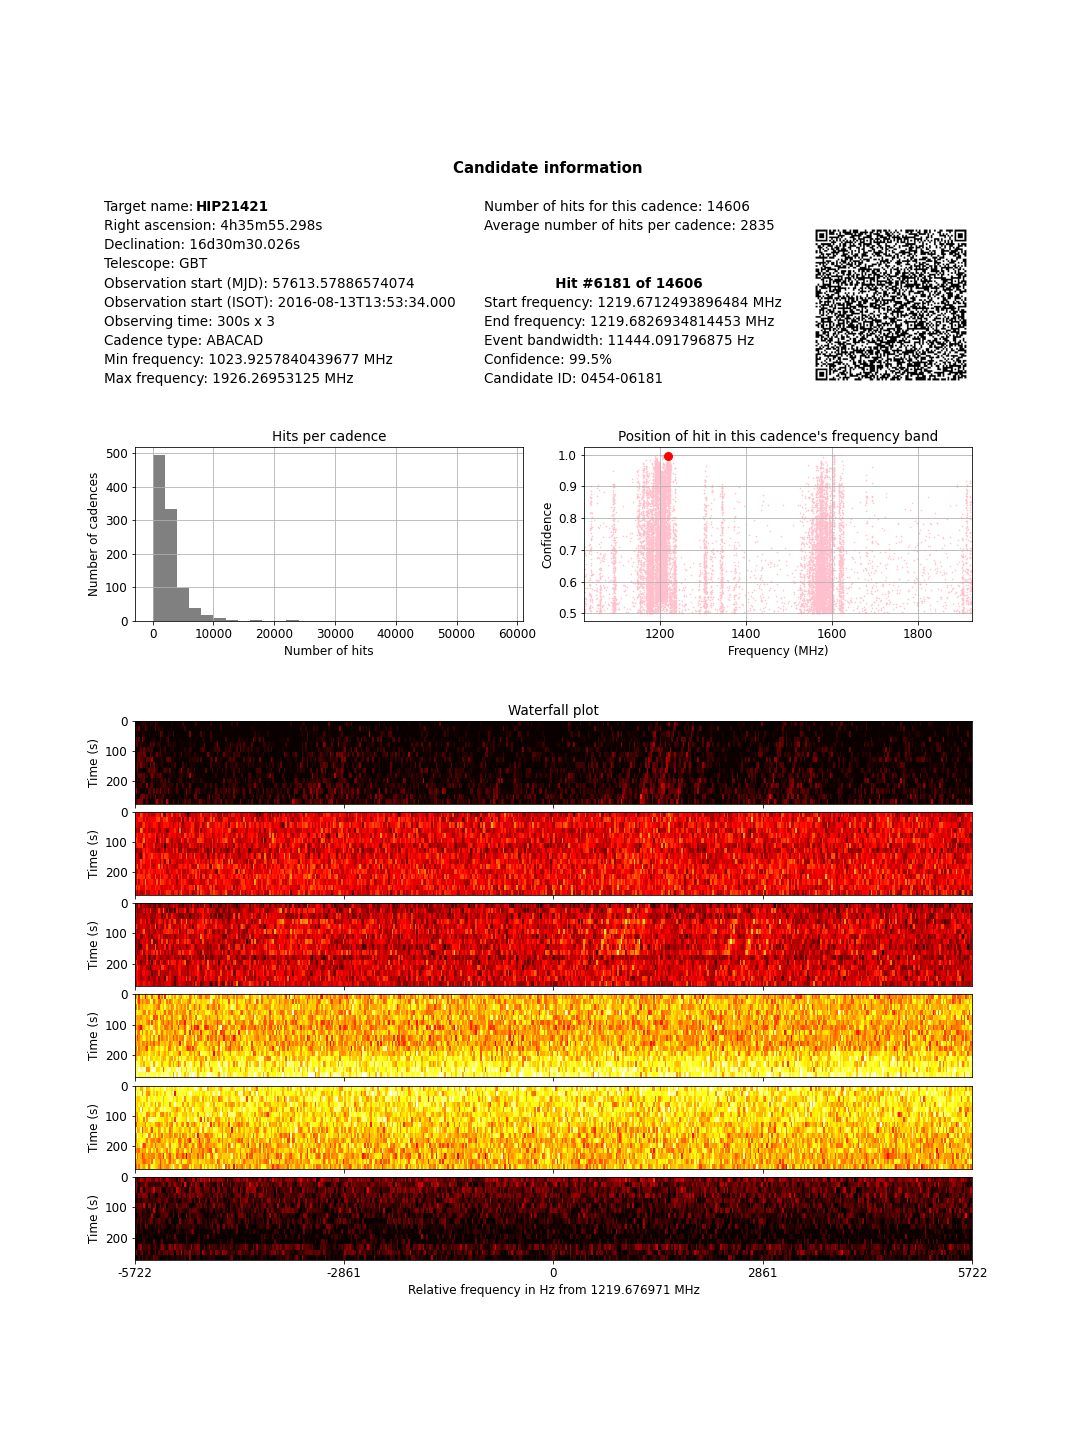 Candidate information
Target name: HIP21421
Right ascension: 4h35m55.298s
Declination: 16d30m30.026s
Telescope: GBT
Observation start (MJD): 57613.57886574074
Observation start (ISOT): 2016-08-13T13:53:34.000
Observing time: 300s x 3
Cadence type: ABACAD
Min frequency: 1023.9257840439677 MHz
Max frequency: 1926.26953125 MHz
Number of hits for this cadence: 14606
Average number of hits per cadence: 2835
Hit #6181 of 14606
Start frequency: 1219.6712493896484 MHz
End frequency: 1219.6826934814453 MHz
Event bandwidth: 11444.091796875 Hz
Confidence: 99.5%
Candidate ID: 0454-06181
Hits per cadence
Number of cadences
500
400
300
200
100
0
0 10000 20000 30000 40000 50000 60000
Number of hits
Position of hit in this cadence's frequency band
Confidence
1.0
0.9
0.8
0.7
0.6
0.5
1200 1400 1600 1800
Frequency (MHz)
Waterfall plot
Time (s)
0
100
200
Time (s)
0
100
200
Time (s)
0
100
200
Time (s)
0
100
200
Time (s)
0
100
200
Time (s)
0
100
200
-5722 -2861 0 2861 5722
Relative frequency in Hz from 1219.676971 MHz